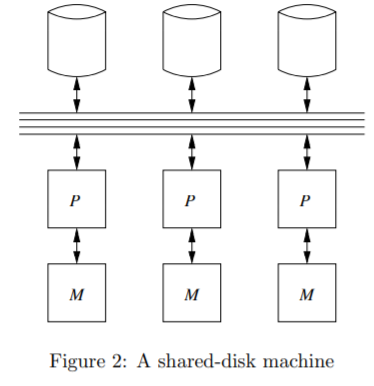 P P P
M M M
Figure 2: A shared-disk machine